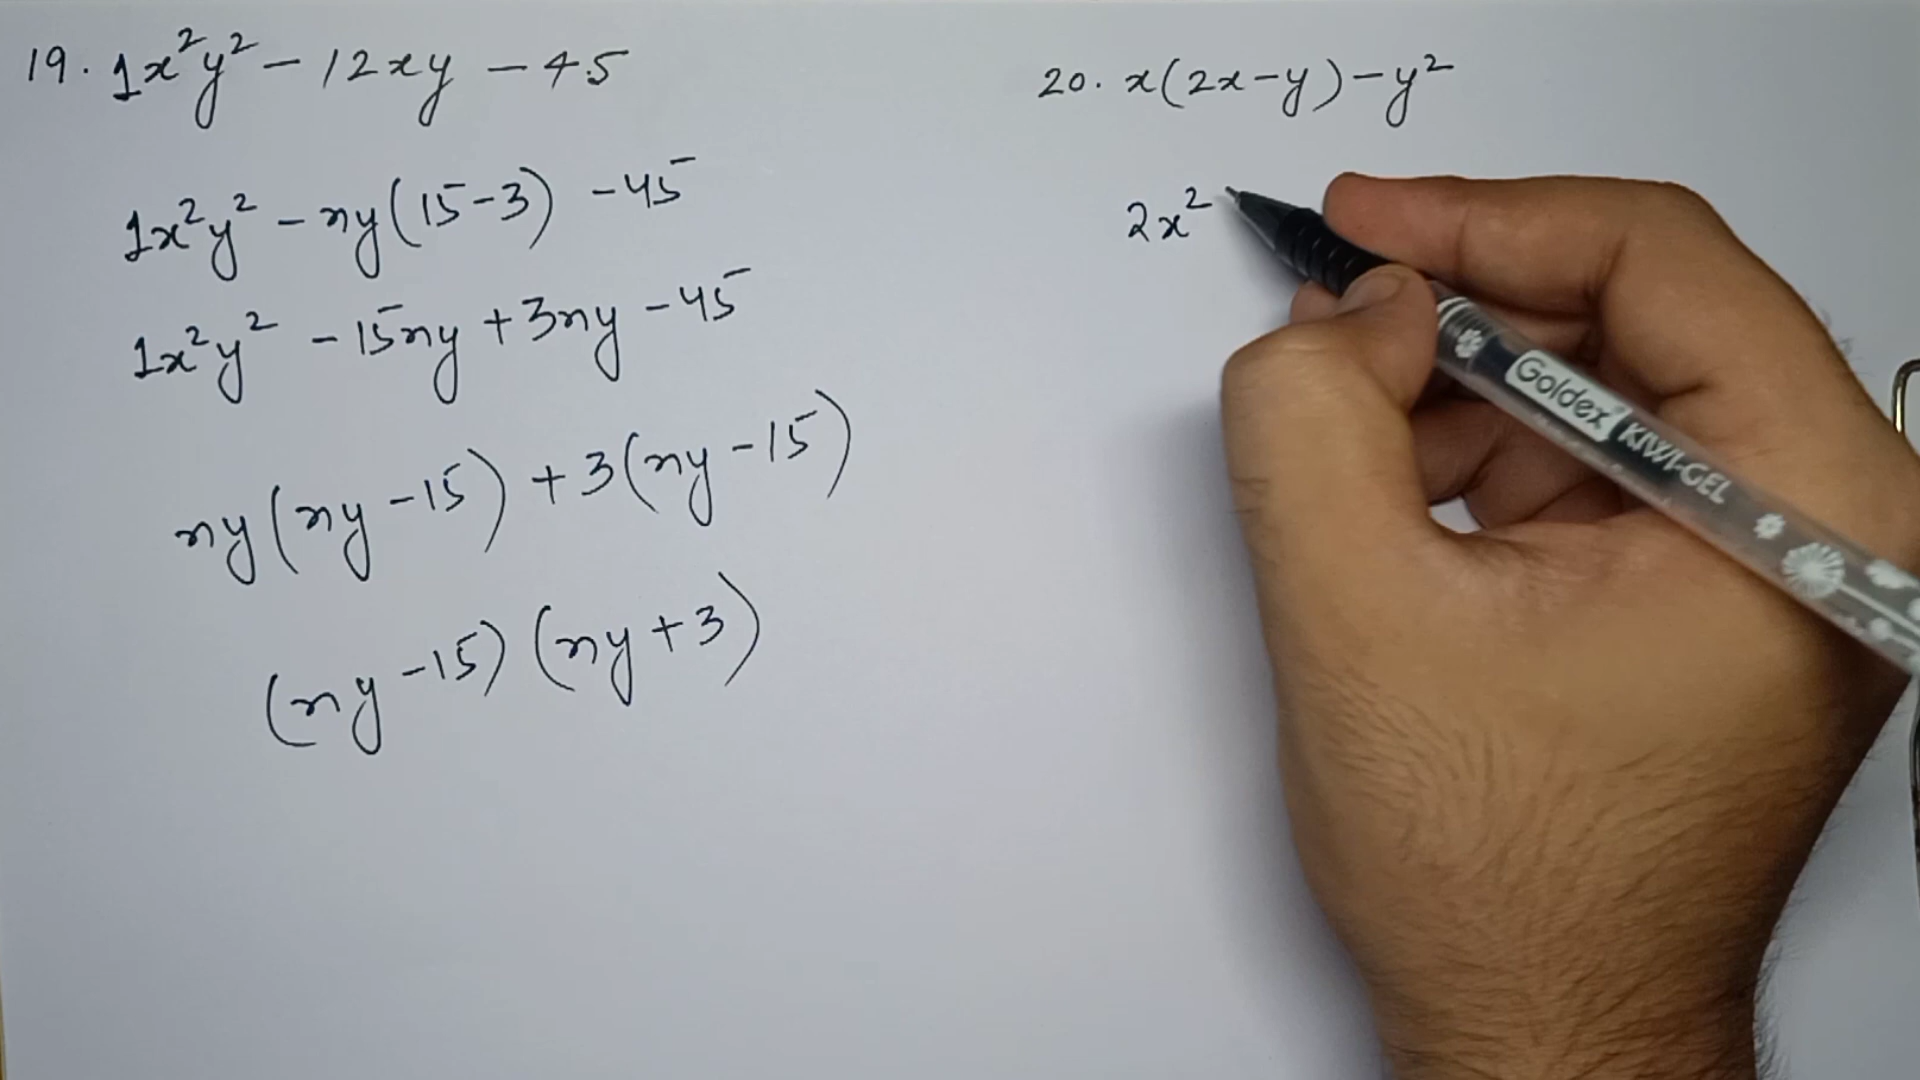 19. 1x²y² - 12xy - 45
1x²y² - xy(15-3) - 45
1x²y² - 15xy + 3xy - 45
xy(xy - 15) + 3(xy - 15)
(xy - 15)(xy + 3)
20. x(2x-y) - y²
2x²
Goldex KIWI-GEL